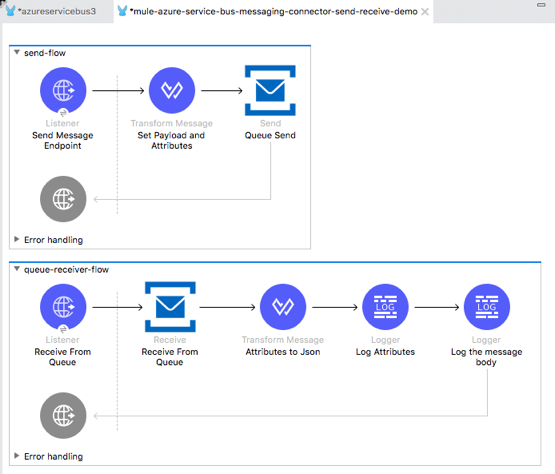 *azureservicebus3
*mule-azure-service-bus-messaging-connector-send-receive-demo
send-flow
Listener
Send Message
Endpoint
Transform Message
Set Payload and
Attributes
Send
Queue Send
Error handling
queue-receiver-flow
Listener
Receive From
Queue
Receive
Receive From
Queue
Transform Message
Attributes to Json
LOG
Logger
Log Attributes
LOG
Logger
Log the message
body
Error handling